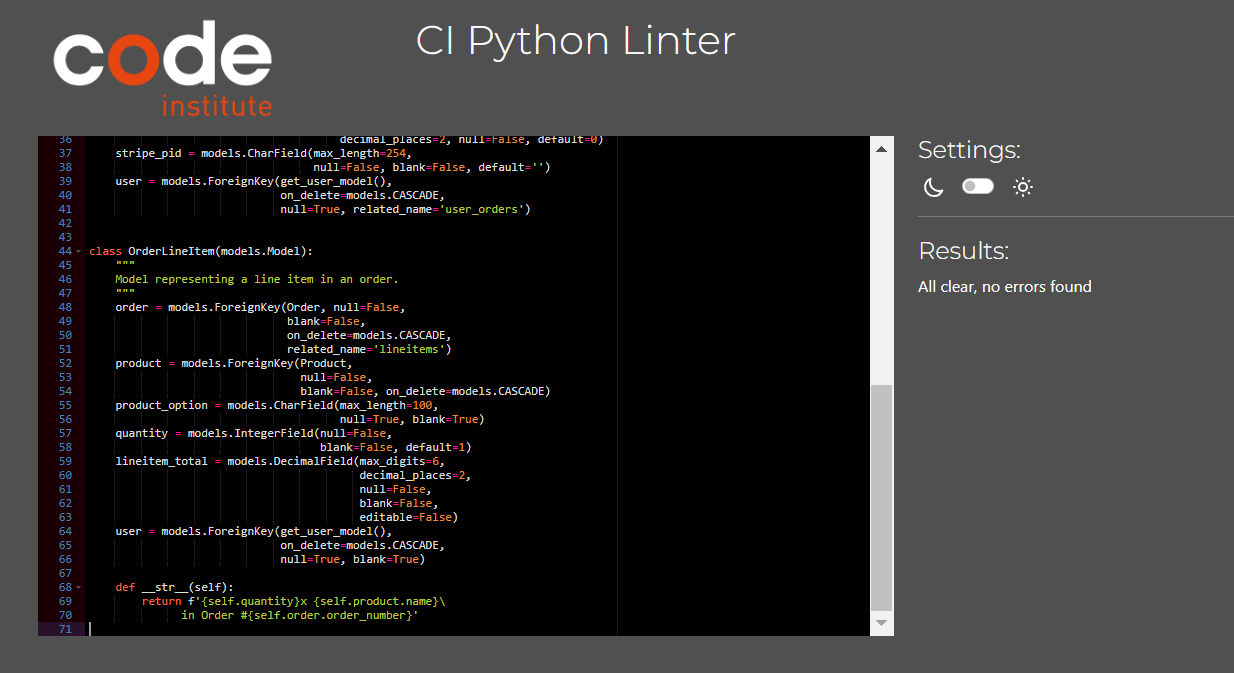 code
institute
CI Python Linter
36 decimal_places=2, null=False, default=0)
37 stripe_pid = models.CharField(max_length=254,
38 null=False, blank=False, default='')
39 user = models.ForeignKey(get_user_model(),
40 on_delete=models.CASCADE,
41 null=True, related_name='user_orders')
42
43
44 class OrderLineItem(models.Model):
45 """
46 Model representing a line item in an order.
47 """
48 order = models.ForeignKey(Order, null=False,
49 blank=False,
50 on_delete=models.CASCADE,
51 related_name='lineitems')
52 product = models.ForeignKey(Product,
53 null=False,
54 blank=False, on_delete=models.CASCADE)
55 product_option = models.CharField(max_length=100,
56 null=True, blank=True)
57 quantity = models.IntegerField(null=False,
58 blank=False, default=1)
59 lineitem_total = models.DecimalField(max_digits=6,
60 decimal_places=2,
61 null=False,
62 blank=False,
63 editable=False)
64 user = models.ForeignKey(get_user_model(),
65 on_delete=models.CASCADE,
66 null=True, blank=True)
67
68 def __str__(self):
69 return f'{self.quantity}x {self.product.name}\
70 in Order #{self.order.order_number}'
71
Settings:
Results:
All clear, no errors found